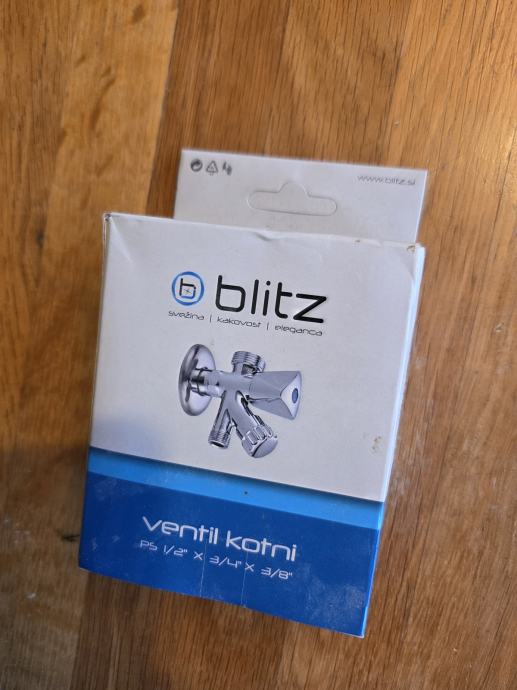 www.blitz.si
blitz
svežina | kakovost | eleganca
ventil kotni
PS 1/2" X 3/4" X 3/8"